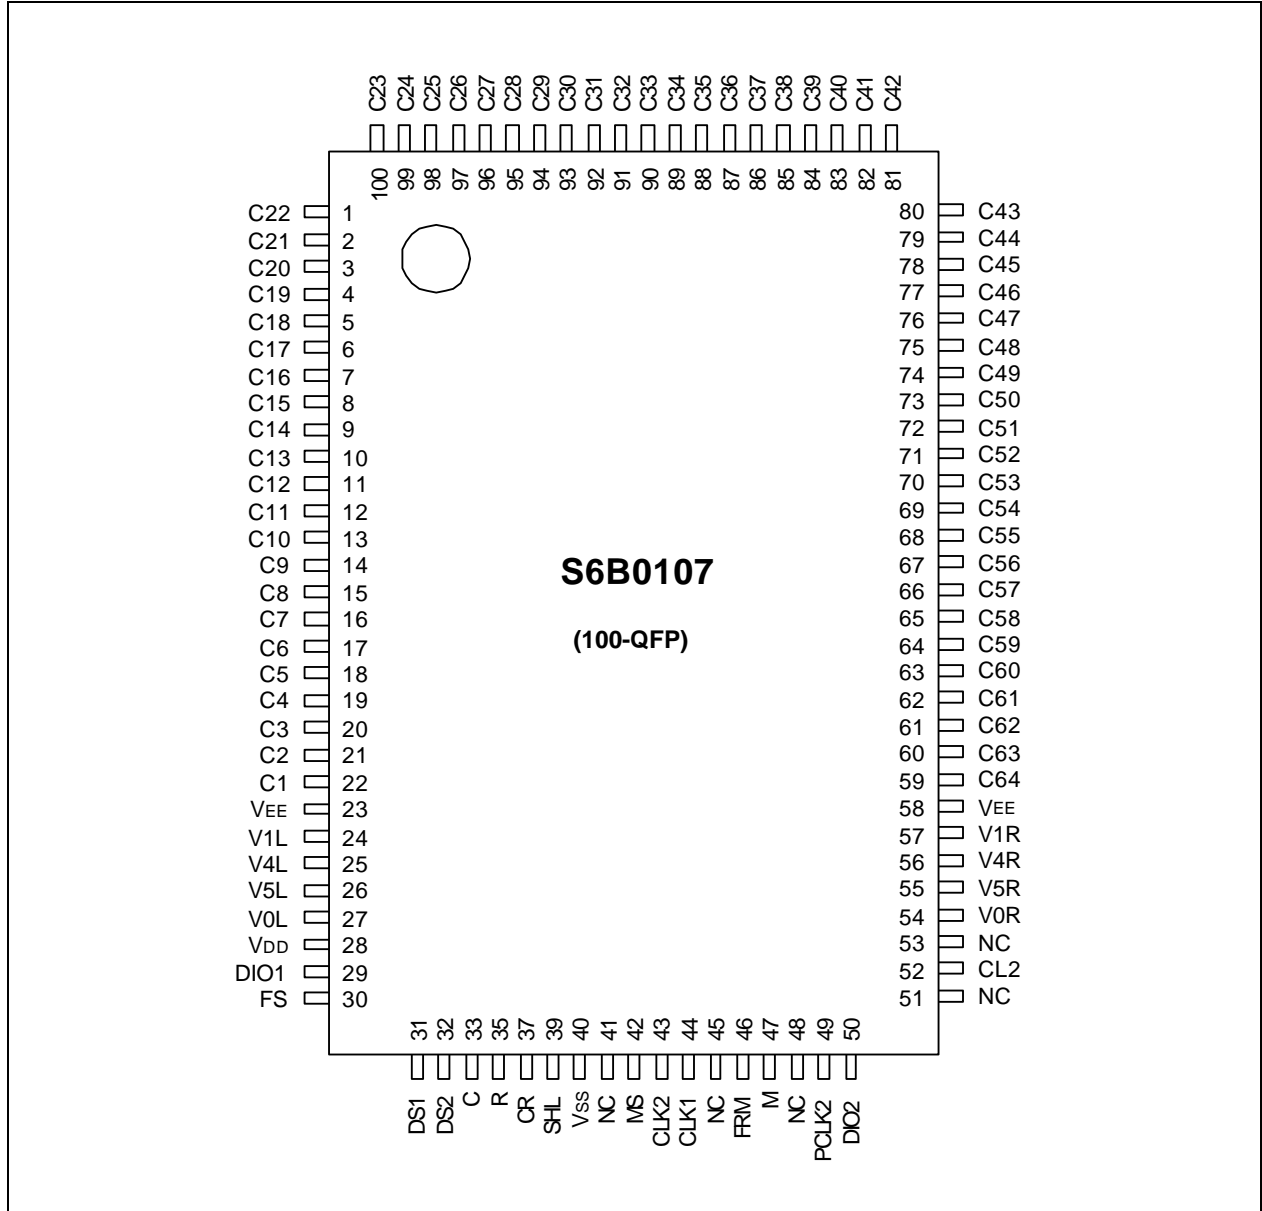 C23 C24 C25 C26 C27 C28 C29 C30 C31 C32 C33 C34 C35 C36 C37 C38 C39 C40 C41 C42
100 99 98 97 96 95 94 93 92 91 90 89 88 87 86 85 84 83 82 81
C22 1 80 C43
C21 2 79 C44
C20 3 78 C45
C19 4 77 C46
C18 5 76 C47
C17 6 75 C48
C16 7 74 C49
C15 8 73 C50
C14 9 72 C51
C13 10 71 C52
C12 11 70 C53
C11 12 69 C54
C10 13 68 C55
C9 14 67 C56
C8 15 66 C57
C7 16 65 C58
C6 17 64 C59
C5 18 63 C60
C4 19 62 C61
C3 20 61 C62
C2 21 60 C63
C1 22 59 C64
VEE 23 58 VEE
V1L 24 57 V1R
V4L 25 56 V4R
V5L 26 55 V5R
V0L 27 54 V0R
VDD 28 53 NC
DIO1 29 52 CL2
FS 30 51 NC
S6B0107
(100-QFP)
31 32 33 35 37 39 40 41 42 43 44 45 46 47 48 49 50
DS1 DS2 C R CR SHL VSS NC MS CLK2 CLK1 NC FRM M NC PCLK2 DIO2